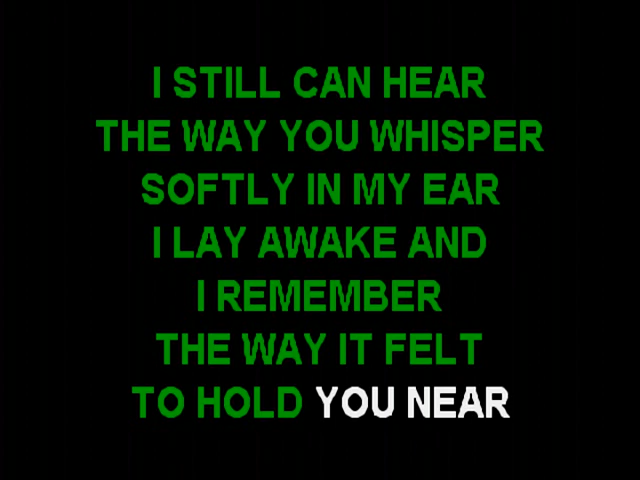 I STILL CAN HEAR
THE WAY YOU WHISPER
SOFTLY IN MY EAR
I LAY AWAKE AND
I REMEMBER
THE WAY IT FELT
TO HOLD YOU NEAR